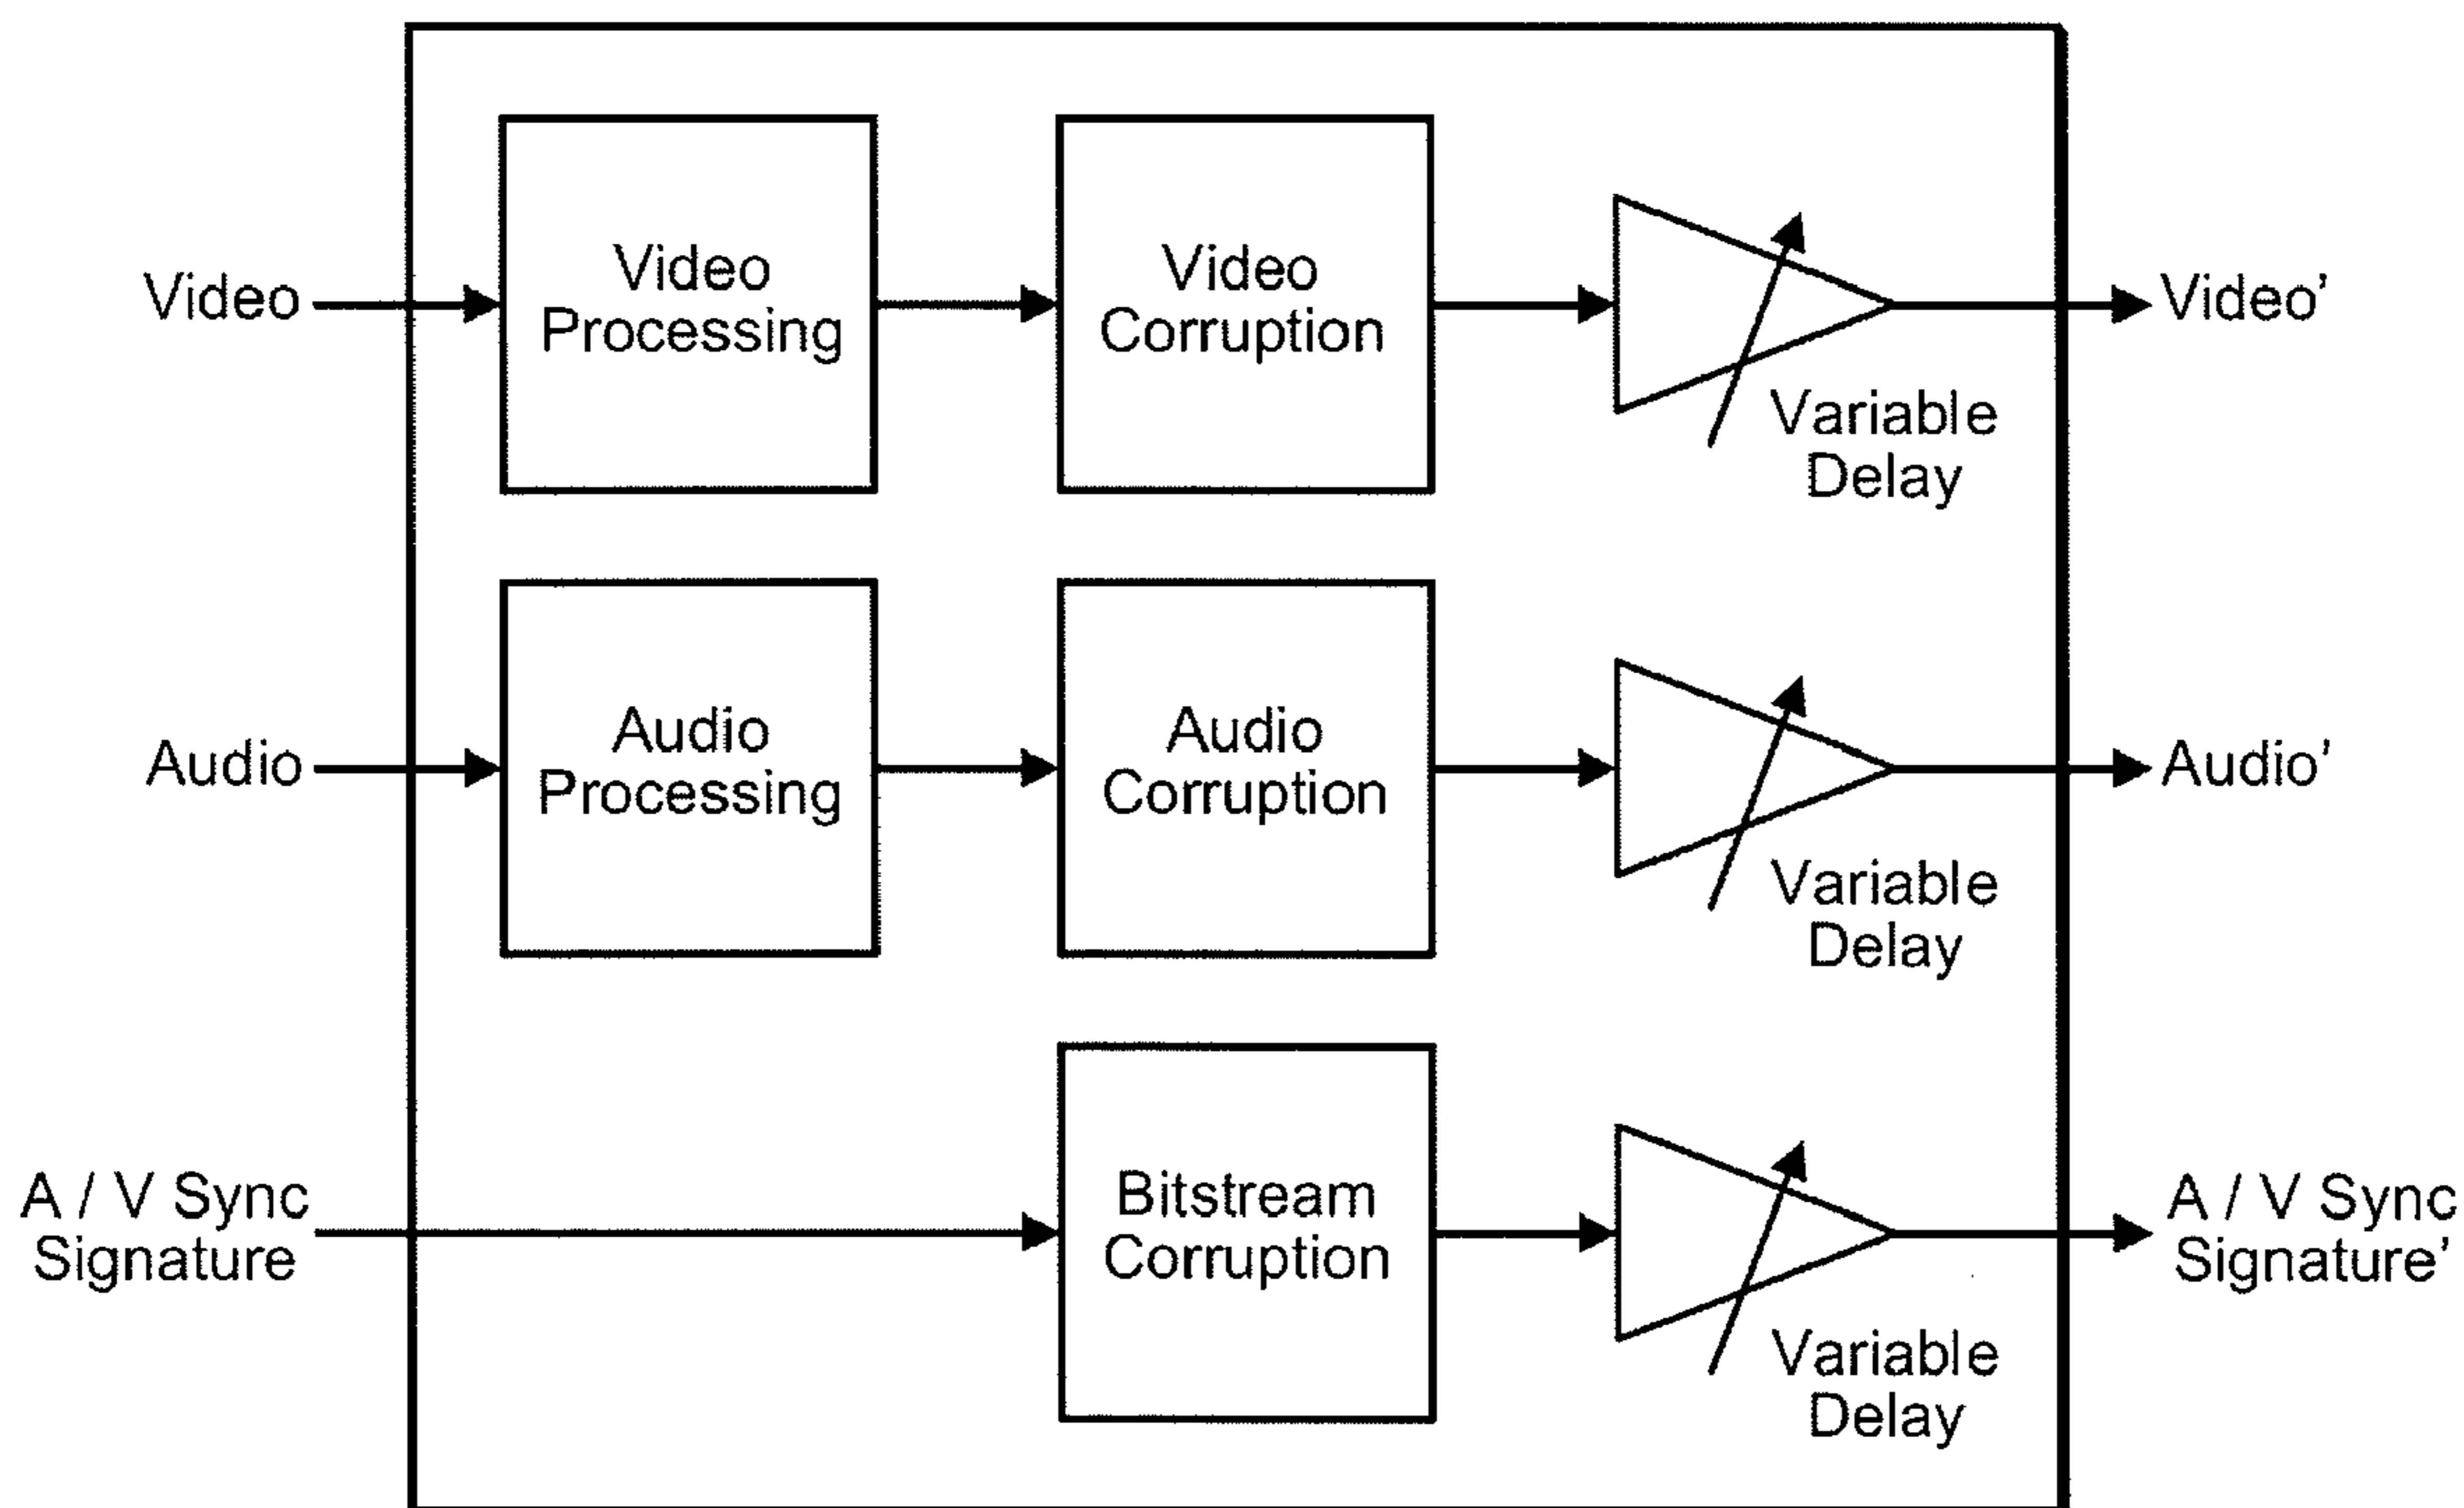 Video
Video
Processing
Video
Corruption
Variable
Delay
Video'
Audio
Audio
Processing
Audio
Corruption
Variable
Delay
Audio'
A / V Sync
Signature
Bitstream
Corruption
Variable
Delay
A / V Sync
Signature'